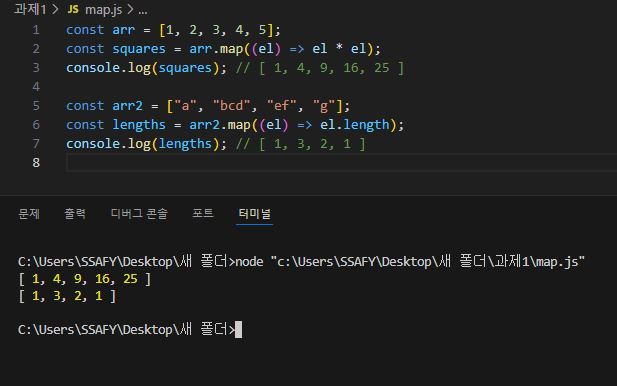 과제1 > JS map.js > ...
1 const arr = [1, 2, 3, 4, 5];
2 const squares = arr.map((el) => el * el);
3 console.log(squares); // [ 1, 4, 9, 16, 25 ]
4
5 const arr2 = ["a", "bcd", "ef", "g"];
6 const lengths = arr2.map((el) => el.length);
7 console.log(lengths); // [ 1, 3, 2, 1 ]
8
문제 출력 디버그 콘솔 포트 터미널
C:\Users\SSAFY\Desktop\새 폴더>node "c:\Users\SSAFY\Desktop\새 폴더\과제1\map.js"
[ 1, 4, 9, 16, 25 ]
[ 1, 3, 2, 1 ]
C:\Users\SSAFY\Desktop\새 폴더>